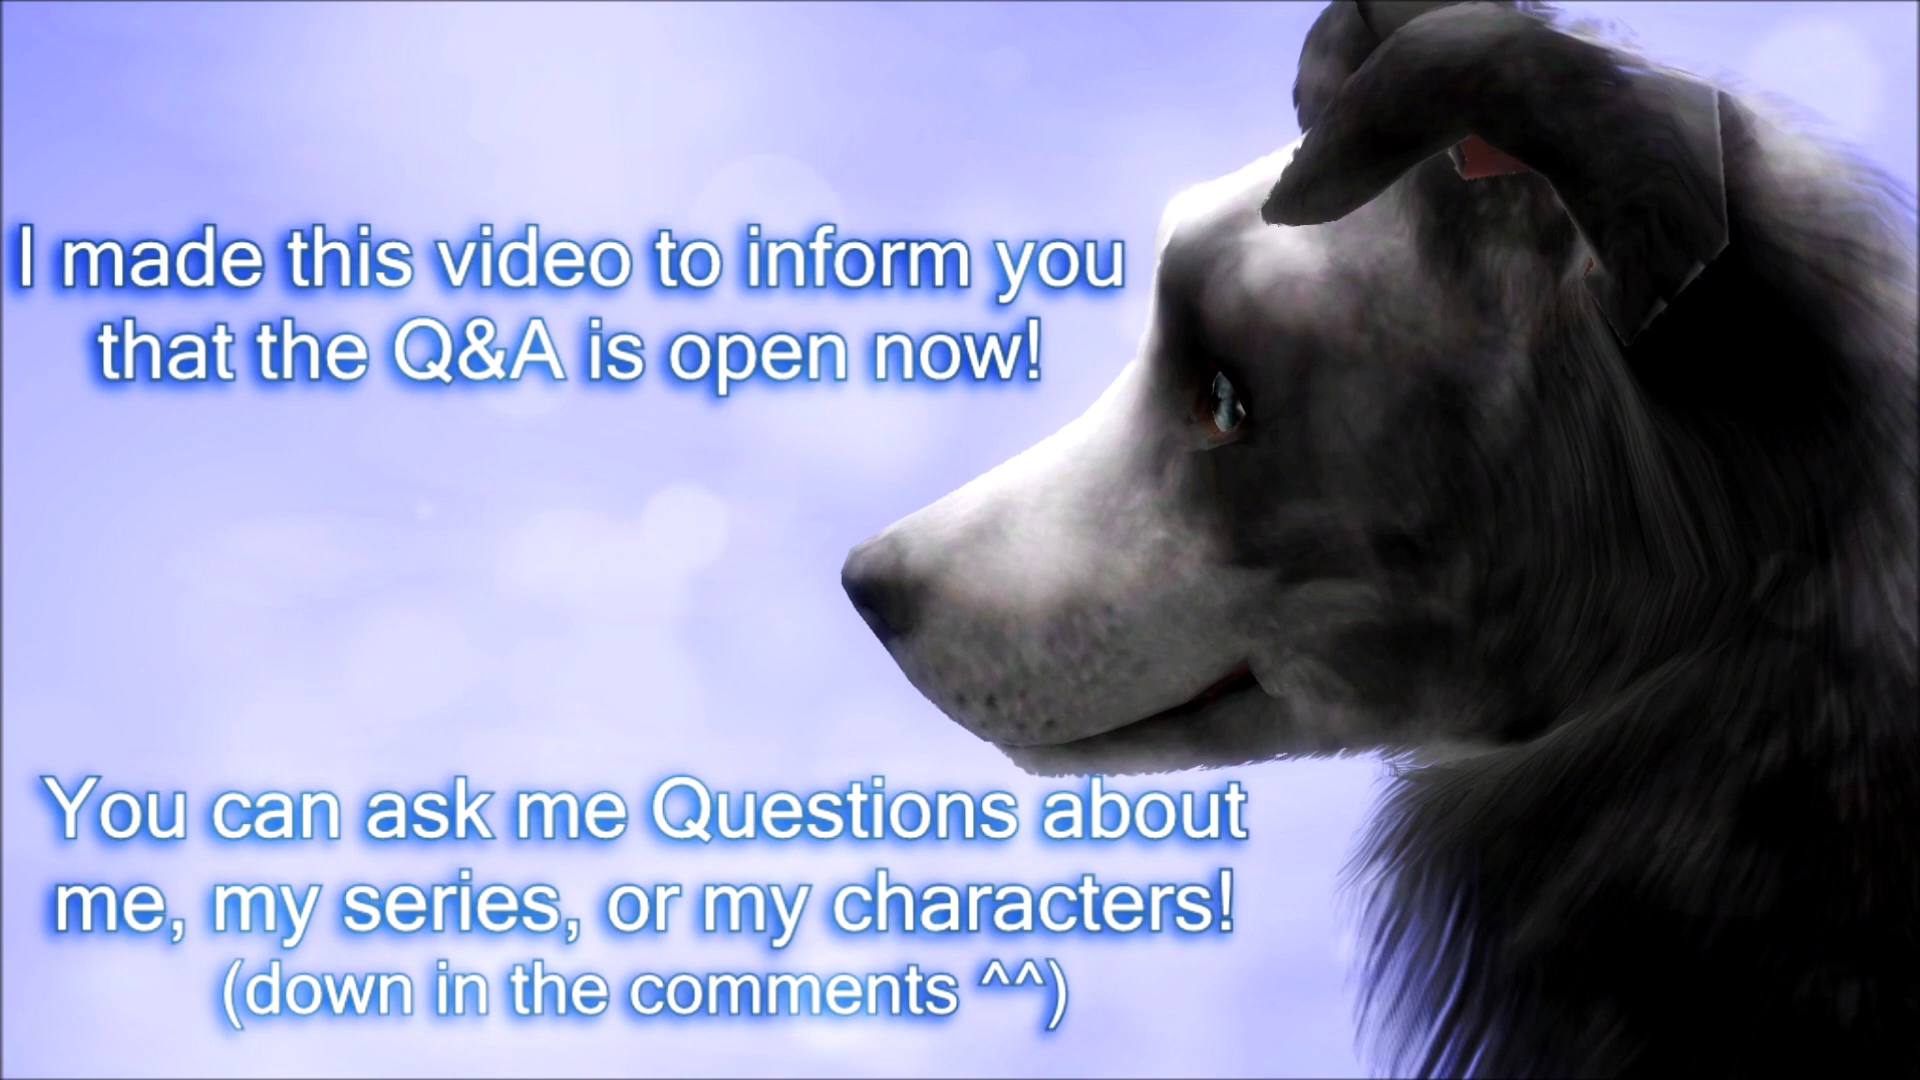 I made this video to inform you
that the Q&A is open now!
You can ask me Questions about
me, my series, or my characters!
(down in the comments ^^)